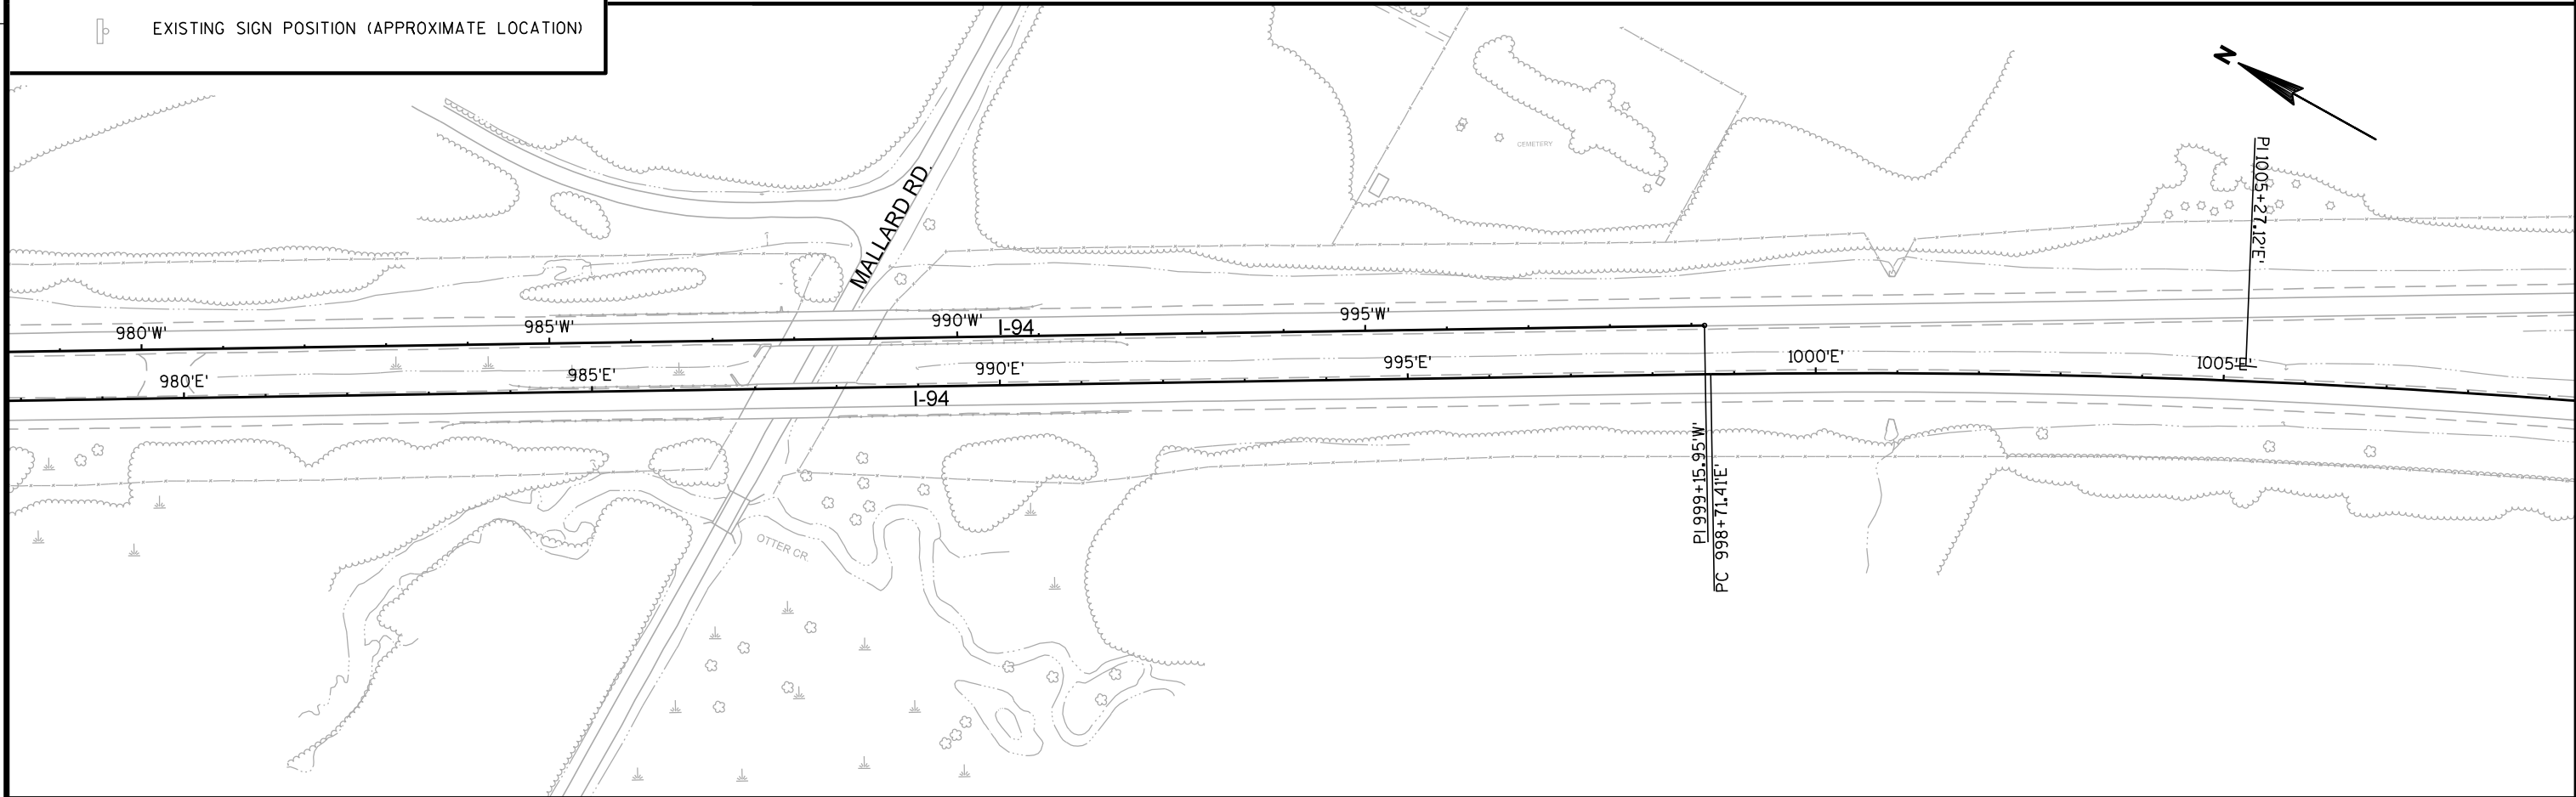 EXISTING SIGN POSITION (APPROXIMATE LOCATION)
N
CEMETERY
MALLARD RD.
PI 1005+27.12'E'
980'W'
985'W'
990'W'
I-94
995'W'
980'E'
985'E'
990'E'
995'E'
1000'E'
1005'E'
I-94
PI 999+15.95'W'
PC 998+71.41'E'
OTTER CR.